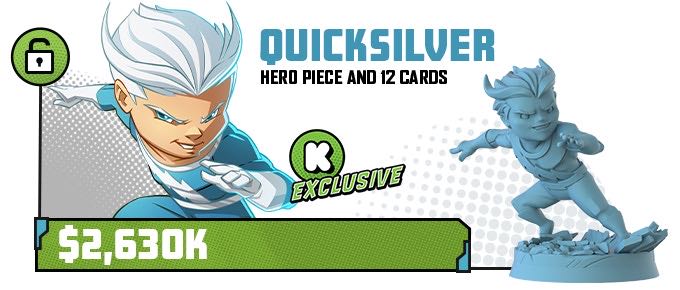 QUICKSILVER
HERO PIECE AND 12 CARDS
K
EXCLUSIVE
$2,630K